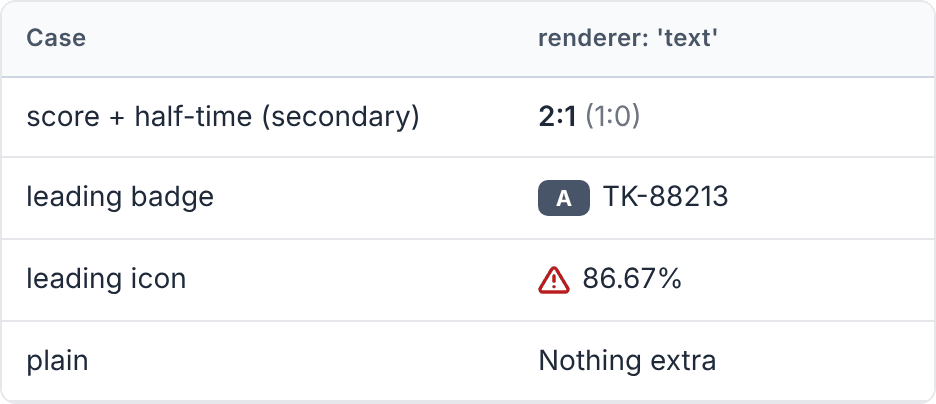 Case renderer: 'text'
score + half-time (secondary) 2:1 (1:0)
leading badge A TK-88213
leading icon 86.67%
plain Nothing extra